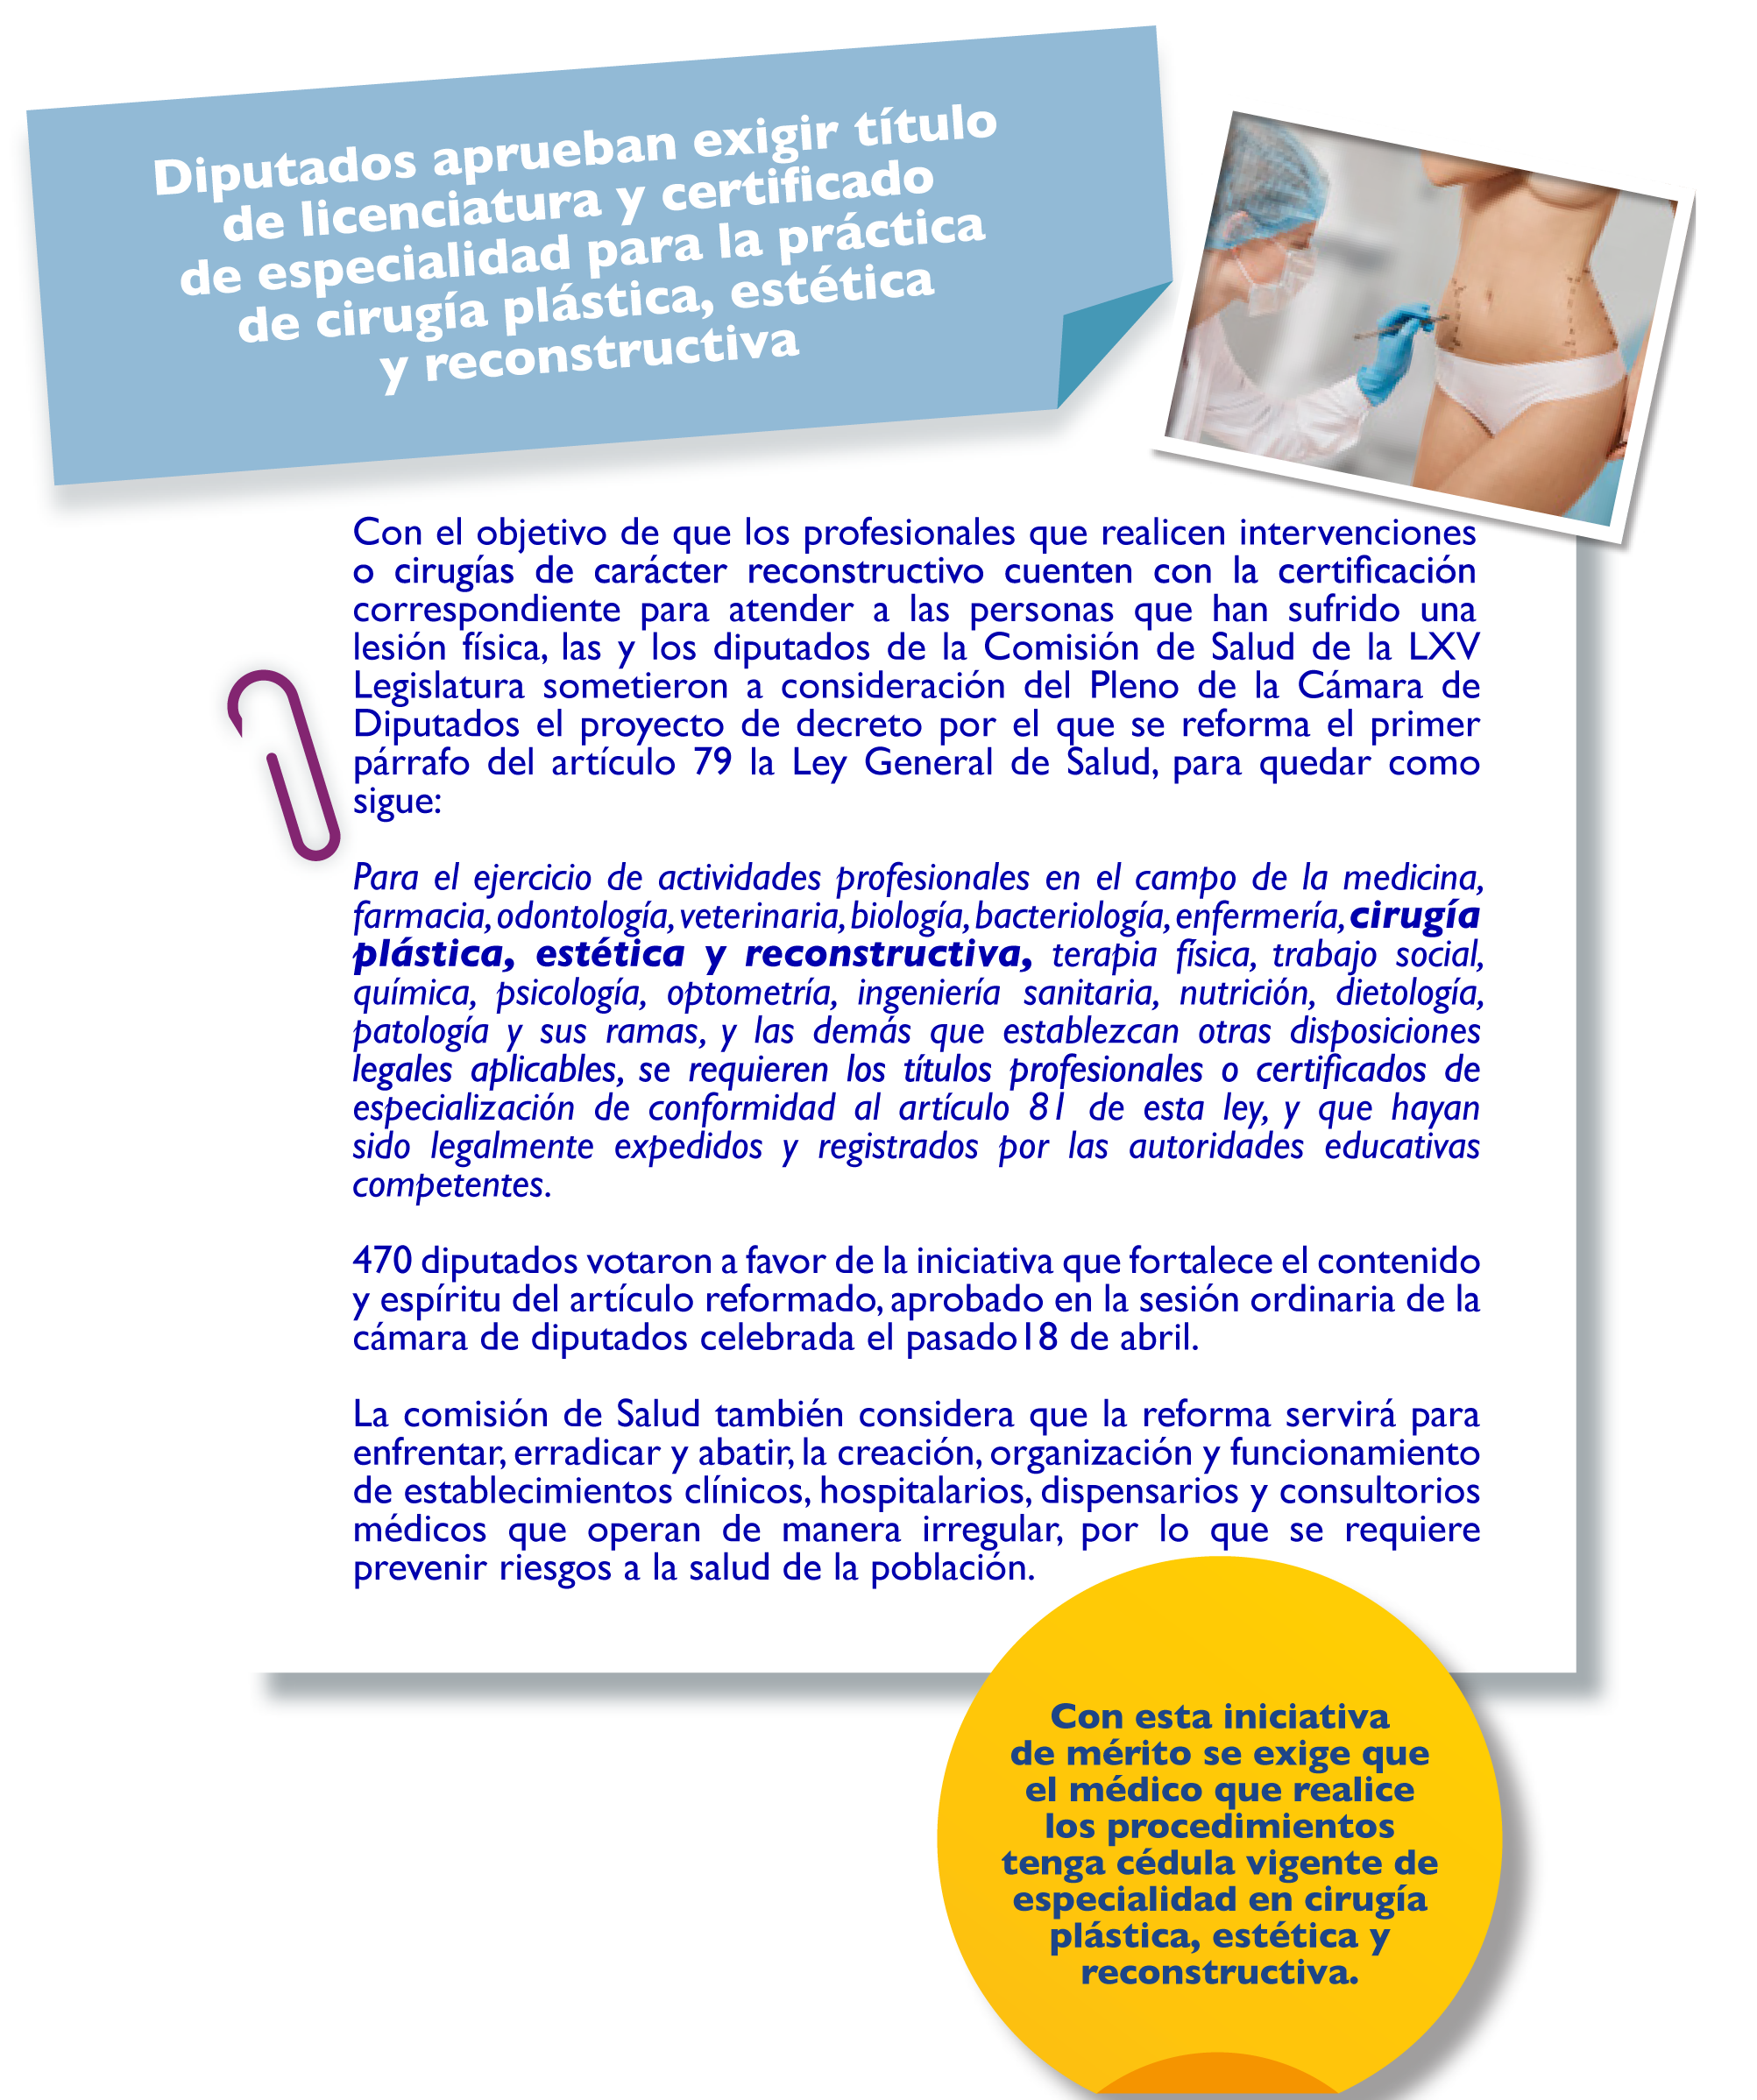 Diputados aprueban exigir título
de licenciatura y certificado
de especialidad para la práctica
de cirugía plástica, estética
y reconstructiva
Con el objetivo de que los profesionales que realicen intervenciones
o cirugías de carácter reconstructivo cuenten con la certificación
correspondiente para atender a las personas que han sufrido una
lesión física, las y los diputados de la Comisión de Salud de la LXV
Legislatura sometieron a consideración del Pleno de la Cámara de
Diputados el proyecto de decreto por el que se reforma el primer
párrafo del artículo 79 la Ley General de Salud, para quedar como
sigue:
Para el ejercicio de actividades profesionales en el campo de la medicina,
farmacia, odontología, veterinaria, biología, bacteriología, enfermería, cirugía
plástica, estética y reconstructiva, terapia física, trabajo social,
química, psicología, optometría, ingeniería sanitaria, nutrición, dietología,
patología y sus ramas, y las demás que establezcan otras disposiciones
legales aplicables, se requieren los títulos profesionales o certificados de
especialización de conformidad al artículo 81 de esta ley, y que hayan
sido legalmente expedidos y registrados por las autoridades educativas
competentes.
470 diputados votaron a favor de la iniciativa que fortalece el contenido
y espíritu del artículo reformado, aprobado en la sesión ordinaria de la
cámara de diputados celebrada el pasado18 de abril.
La comisión de Salud también considera que la reforma servirá para
enfrentar, erradicar y abatir, la creación, organización y funcionamiento
de establecimientos clínicos, hospitalarios, dispensarios y consultorios
médicos que operan de manera irregular, por lo que se requiere
prevenir riesgos a la salud de la población.
Con esta iniciativa
de mérito se exige que
el médico que realice
los procedimientos
tenga cédula vigente de
especialidad en cirugía
plástica, estética y
reconstructiva.